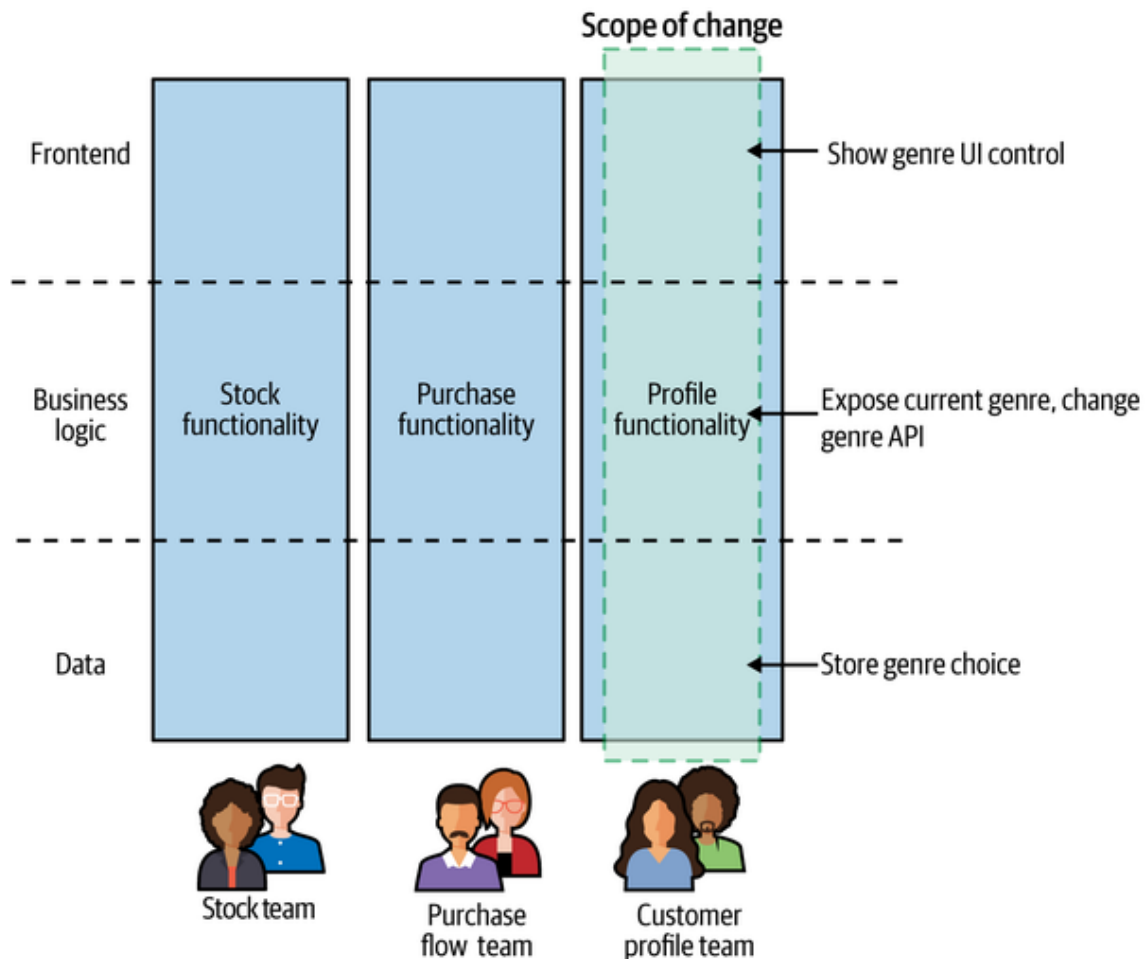 Scope of change
Frontend
Show genre UI control
Business
logic
Stock
functionality
Purchase
functionality
Profile
functionality
Expose current genre, change
genre API
Data
Store genre choice
Stock team
Purchase
flow team
Customer
profile team